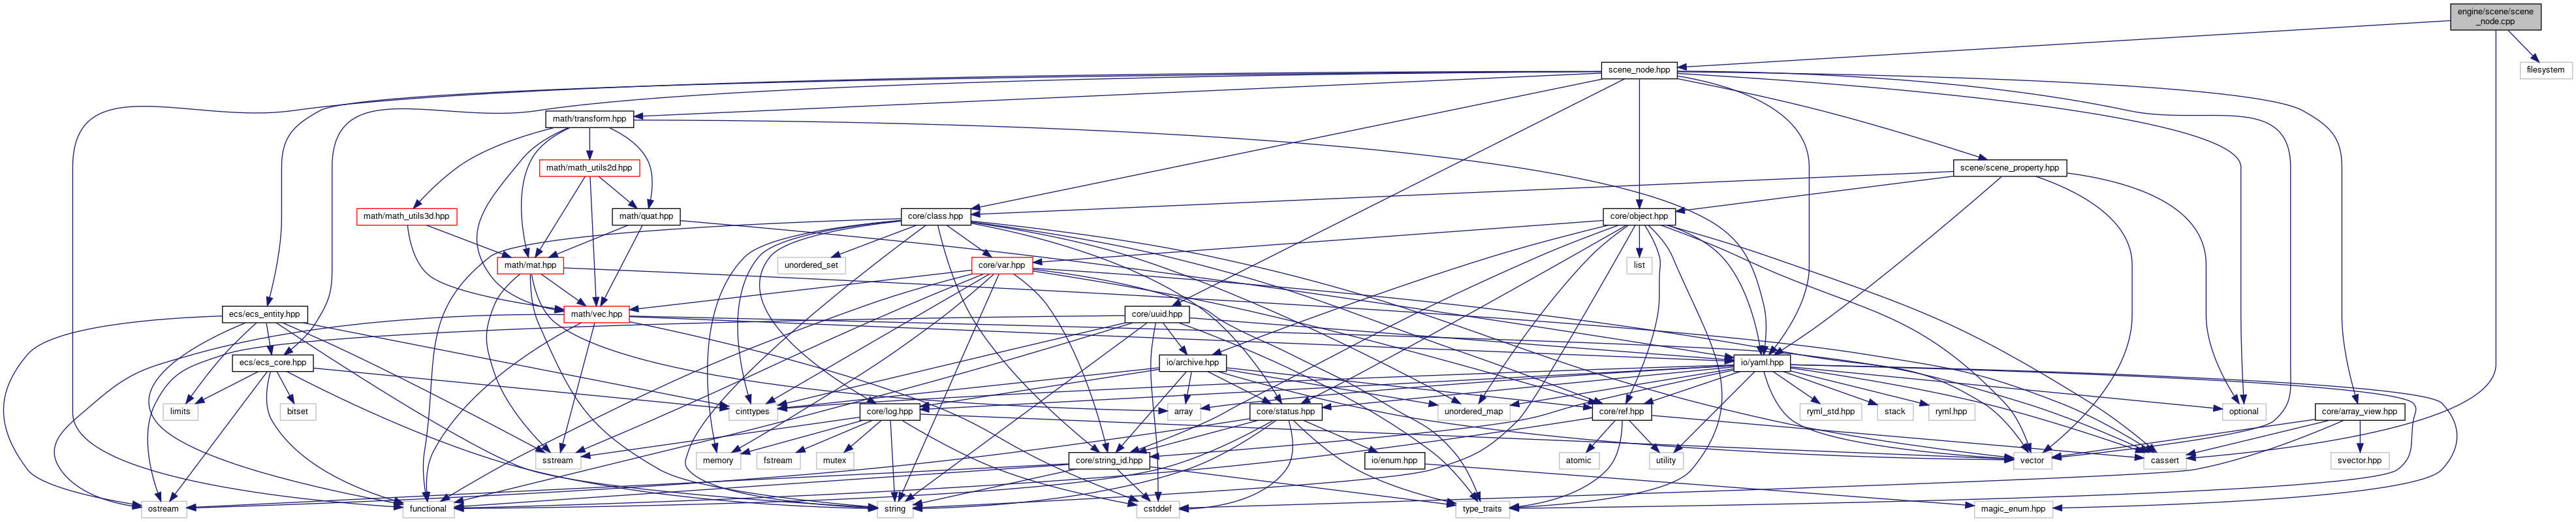 engine/scene/scene
_node.cpp
scene_node.hpp
filesystem
math/transform.hpp
math/math_utils2d.hpp
scene/scene_property.hpp
math/math_utils3d.hpp
math/quat.hpp
core/class.hpp
core/object.hpp
math/mat.hpp
unordered_set
core/var.hpp
list
ecs/ecs_entity.hpp
math/vec.hpp
core/uuid.hpp
ecs/ecs_core.hpp
io/archive.hpp
io/yaml.hpp
limits
bitset
cinttypes
core/log.hpp
array
core/status.hpp
unordered_map
core/ref.hpp
ryml_std.hpp
stack
ryml.hpp
optional
core/array_view.hpp
sstream
memory
fstream
mutex
core/string_id.hpp
io/enum.hpp
atomic
utility
vector
cassert
svector.hpp
ostream
functional
string
cstddef
type_traits
magic_enum.hpp